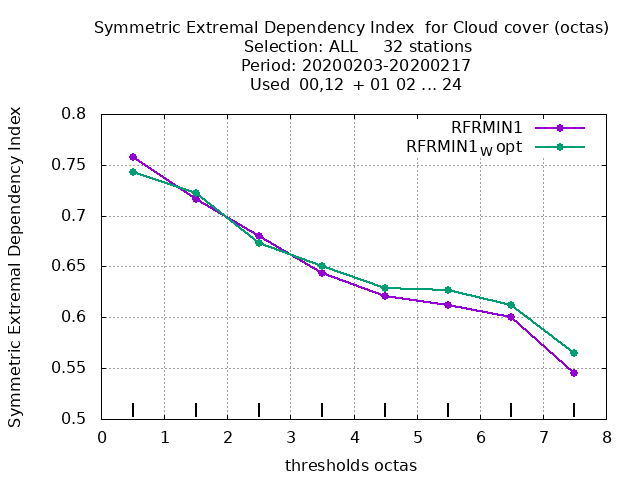 Symmetric Extremal Dependency Index  for Cloud cover (octas)
Selection: ALL     32 stations
Period: 20200203-20200217
Used  00,12  + 01 02 ... 24
Symmetric Extremal Dependency Index
RFRMIN1
RFRMIN1W opt
0.8
0.75
0.7
0.65
0.6
0.55
0.5
0 1 2 3 4 5 6 7 8
thresholds octas